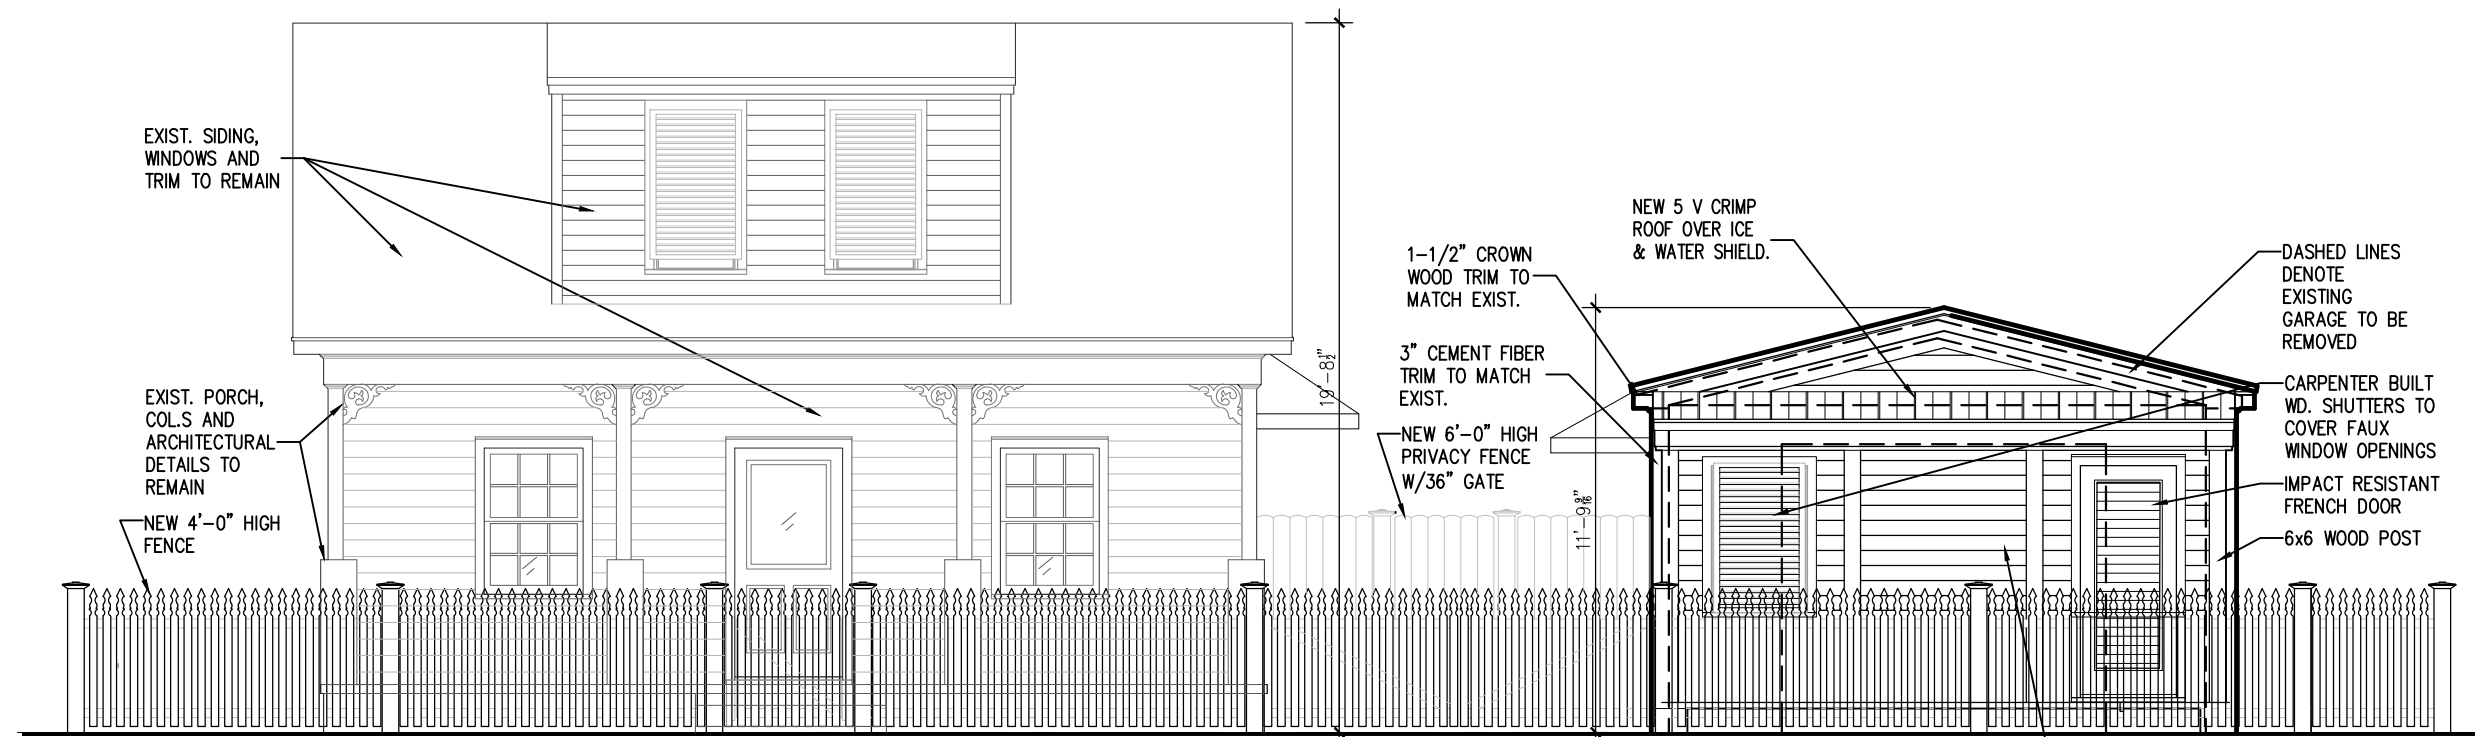 EXIST. SIDING,
WINDOWS AND
TRIM TO REMAIN
EXIST. PORCH,
COL.S AND
ARCHITECTURAL
DETAILS TO
REMAIN
NEW 4'-0" HIGH
FENCE
19'-8½"
1-1/2" CROWN
WOOD TRIM TO
MATCH EXIST.
3" CEMENT FIBER
TRIM TO MATCH
EXIST.
NEW 6'-0" HIGH
PRIVACY FENCE
W/36" GATE
11'-9 9/16"
NEW 5 V CRIMP
ROOF OVER ICE
& WATER SHIELD.
DASHED LINES
DENOTE
EXISTING
GARAGE TO BE
REMOVED
CARPENTER BUILT
WD. SHUTTERS TO
COVER FAUX
WINDOW OPENINGS
IMPACT RESISTANT
FRENCH DOOR
6x6 WOOD POST